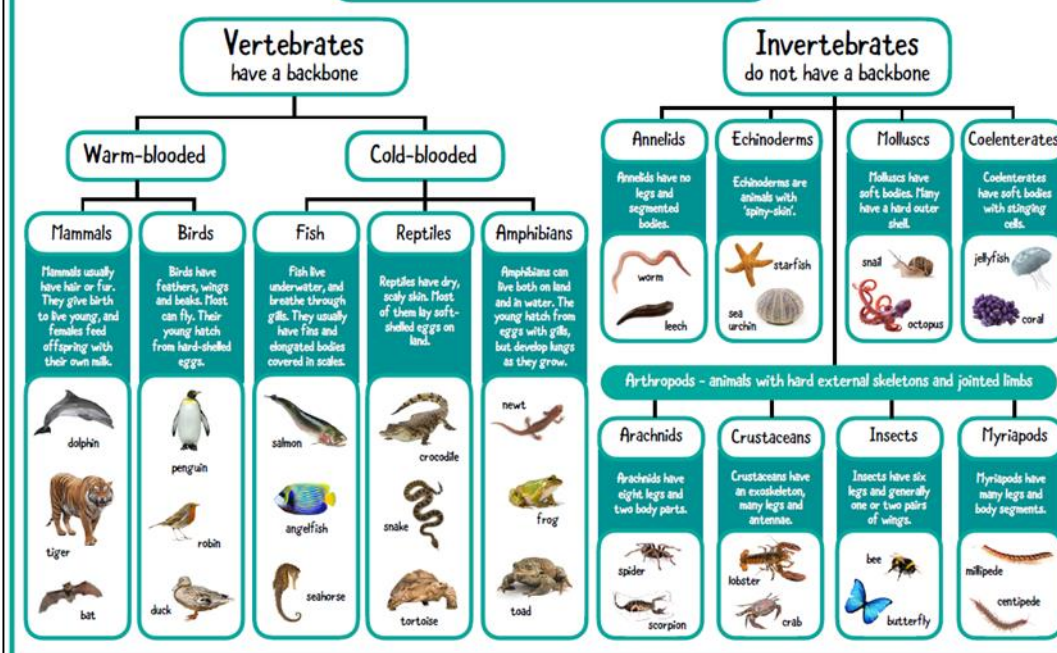 Vertebrates
have a backbone
Invertebrates
do not have a backbone
Warm-blooded
Cold-blooded
Mammals
Mammals usually
have hair or fur.
They give birth
to live young, and
females feed
offspring with
their own milk.
dolphin
tiger
bat
Birds
Birds have
feathers, wings
and beaks. Most
can fly. Their
young hatch
from hard-shelled
eggs.
penguin
robin
duck
Fish
Fish live
underwater, and
breathe through
gills. They usually
have fins and
elongated bodies
covered in scales.
salmon
angelfish
seahorse
Reptiles
Reptiles have dry,
scaly skin. Most
of them lay soft-
shelled eggs on
land.
crocodile
snake
tortoise
Amphibians
Amphibians can
live both on land
and in water. The
young hatch from
eggs with gills,
but develop lungs
as they grow.
newt
frog
toad
Annelids
Annelids have no
legs and
segmented
bodies.
worm
leech
Echinoderms
Echinoderms are
animals with
'spiny-skin'.
starfish
sea
urchin
Molluscs
Molluscs have
soft bodies. Many
have a hard outer
shell.
snail
octopus
Coelenterates
Coelenterates
have soft bodies
with stinging
cells.
jellyfish
coral
Arthropods - animals with hard external skeletons and jointed limbs
Arachnids
Arachnids have
eight legs and
two body parts.
spider
scorpion
Crustaceans
Crustaceans have
an exoskeleton,
many legs and
antennae.
lobster
crab
Insects
Insects have six
legs and generally
one or two pairs
of wings.
bee
butterfly
Myriapods
Myriapods have
many legs and
body segments.
millipede
centipede